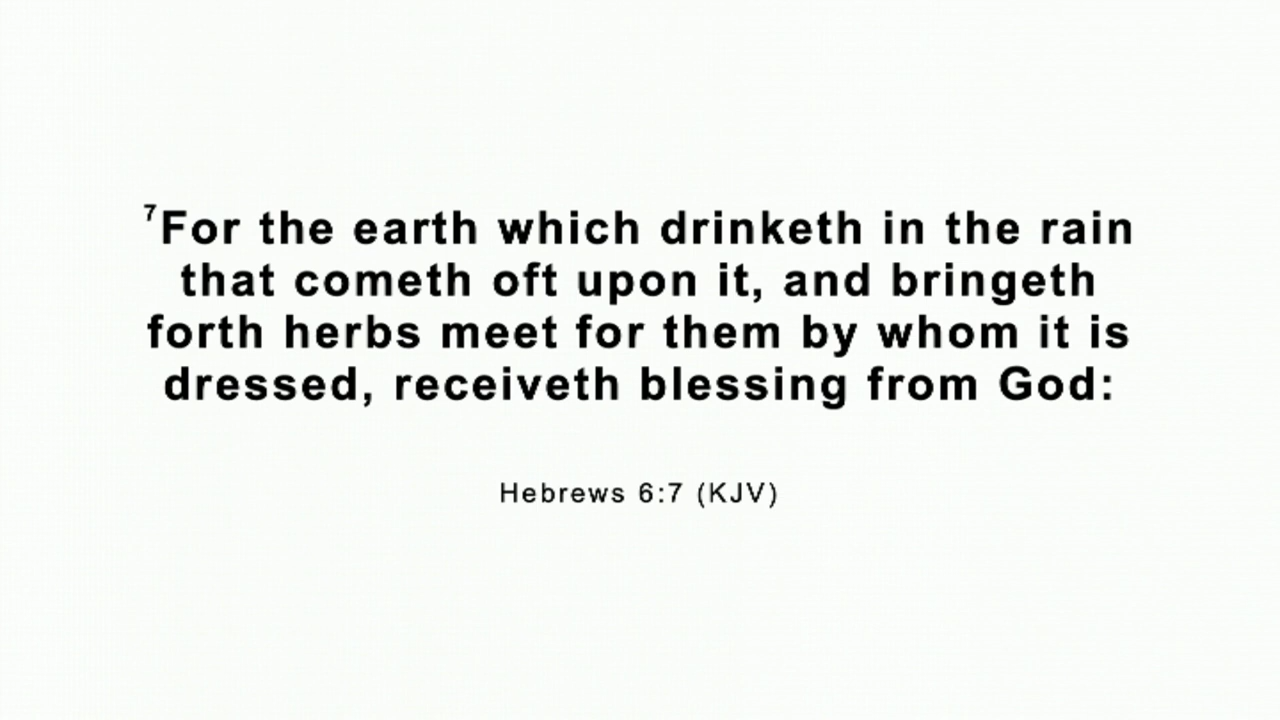 ⁷For the earth which drinketh in the rain
that cometh oft upon it, and bringeth
forth herbs meet for them by whom it is
dressed, receiveth blessing from God:
Hebrews 6:7 (KJV)